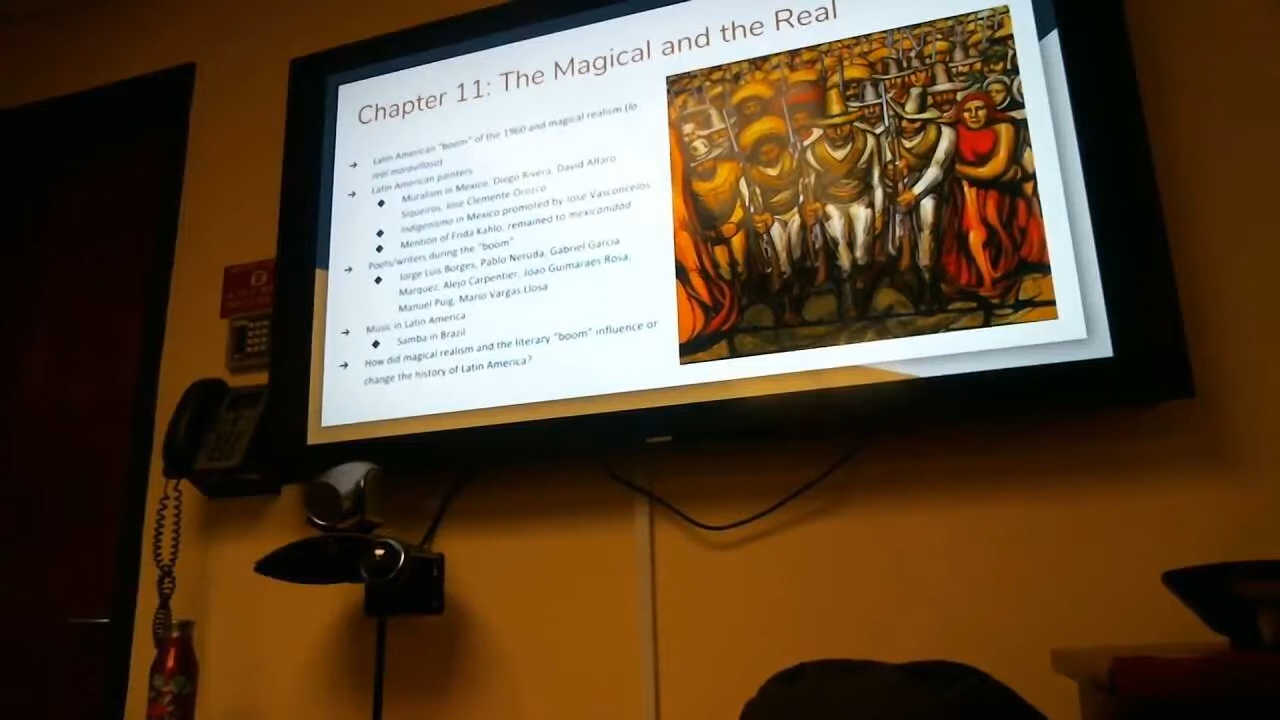 Chapter 11: The Magical and the Real
➔ Latin American "boom" of the 1960 and magical realism (lo
real maravilloso)
➔ Latin American painters
◆ Muralism in Mexico, Diego Rivera, David Alfaro
Siqueiros, Jose Clemente Orozco
◆ Indigenismo in Mexico promoted by Jose Vasconcelos
◆ Mention of Frida Kahlo, remained to mexicanidad
➔ Poets/writers during the "boom"
◆ Jorge Luis Borges, Pablo Neruda, Gabriel Garcia
Marquez, Alejo Carpentier, Joao Guimaraes Rosa,
Manuel Puig, Mario Vargas Llosa
➔ Music in Latin America
◆ Samba in Brazil
➔ How did magical realism and the literary "boom" influence or
change the history of Latin America?